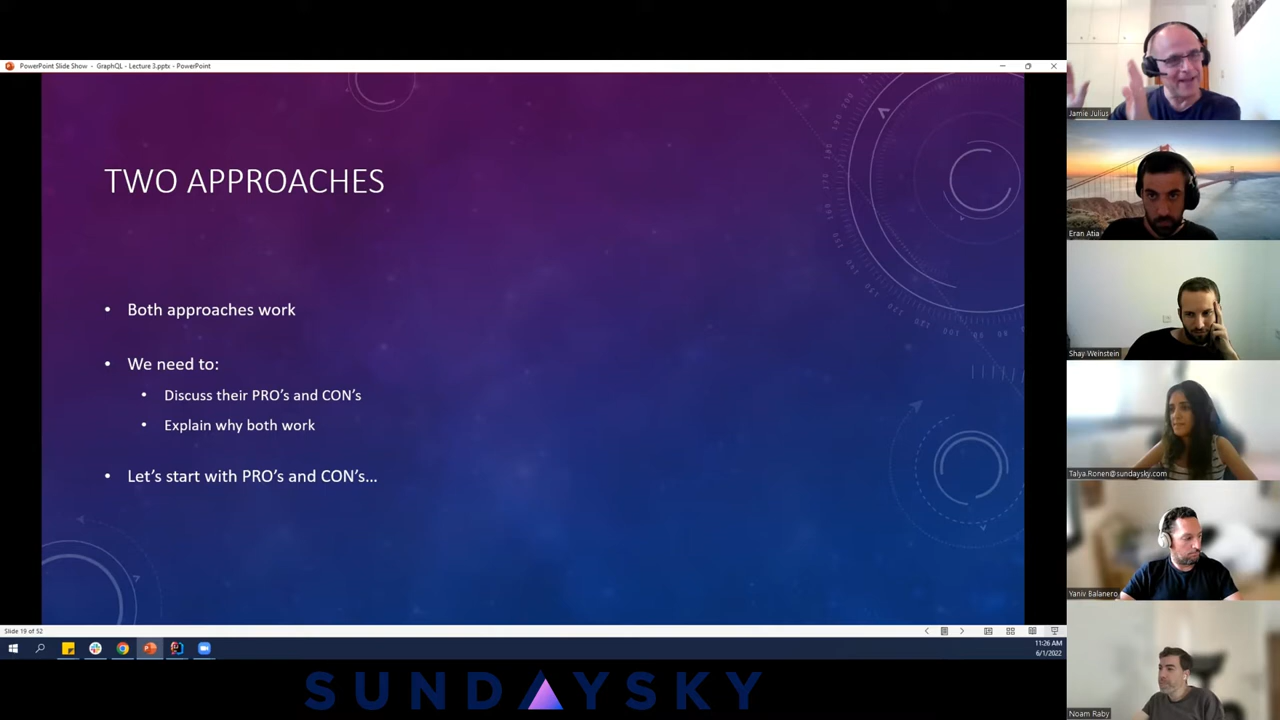 PowerPoint Slide Show - GraphQL - Lecture 3.pptx - PowerPoint
TWO APPROACHES
• Both approaches work
• We need to:
• Discuss their PRO's and CON's
• Explain why both work
• Let's start with PRO's and CON's...
Slide 19 of 52
11:26 AM
6/1/2022
SUNDAYSKY
Jamie Julius
Eran Atia
Shay Weinstein
Talya.Ronen@sundaysky.com
Yaniv Balanero
Noam Raby